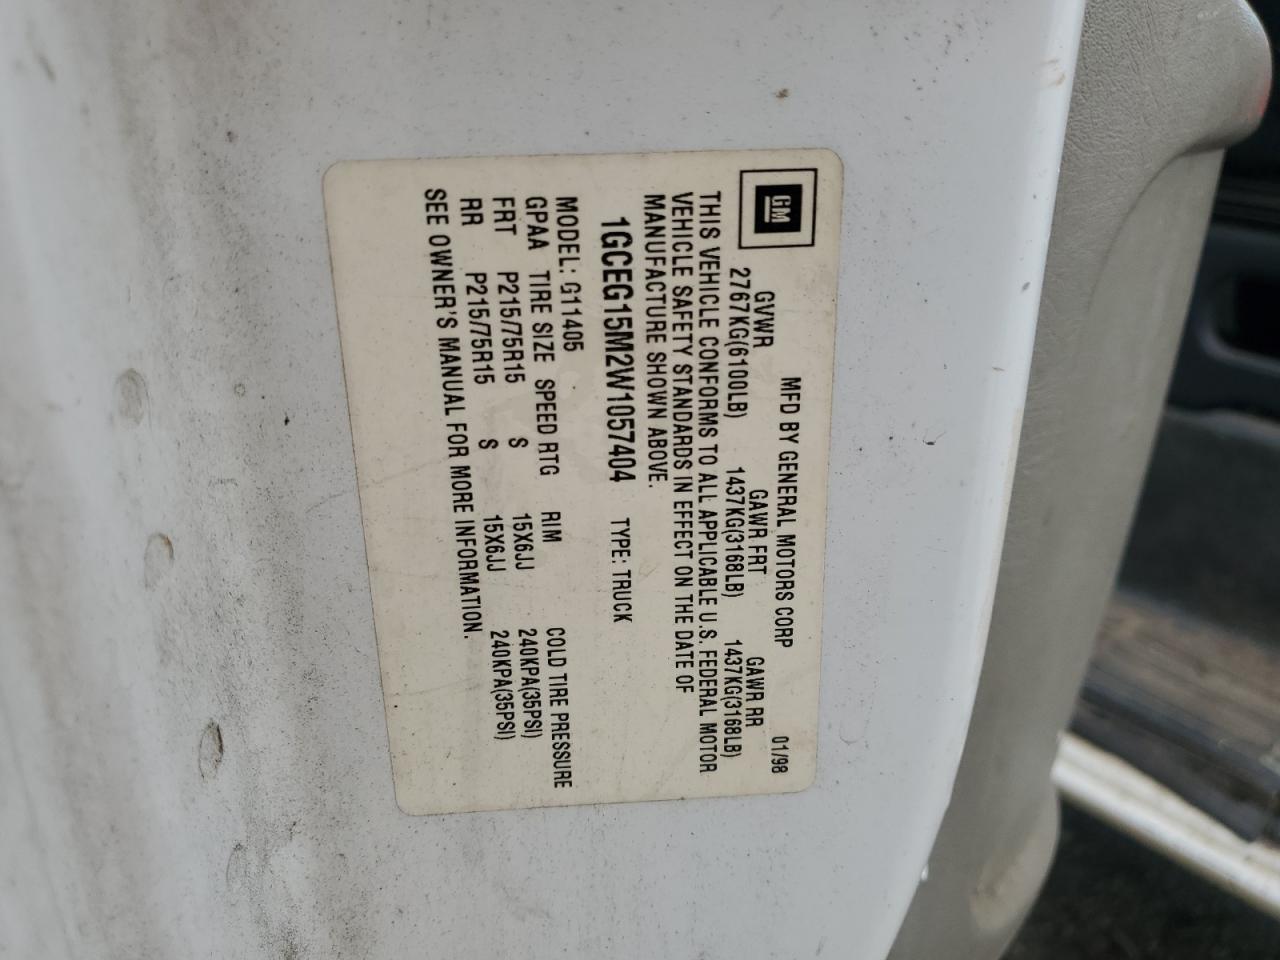 GM
MFD BY GENERAL MOTORS CORP 01/98
GVWR GAWR FRT GAWR RR
2767KG(6100LB) 1437KG(3168LB) 1437KG(3168LB)
THIS VEHICLE CONFORMS TO ALL APPLICABLE U.S. FEDERAL MOTOR
VEHICLE SAFETY STANDARDS IN EFFECT ON THE DATE OF
MANUFACTURE SHOWN ABOVE.
1GCEG15M2W1057404 TYPE: TRUCK
MODEL: G11405
GPAA TIRE SIZE SPEED RTG RIM COLD TIRE PRESSURE
FRT P215/75R15 S 15X6JJ 240KPA(35PSI)
RR P215/75R15 S 15X6JJ 240KPA(35PSI)
SEE OWNER'S MANUAL FOR MORE INFORMATION.